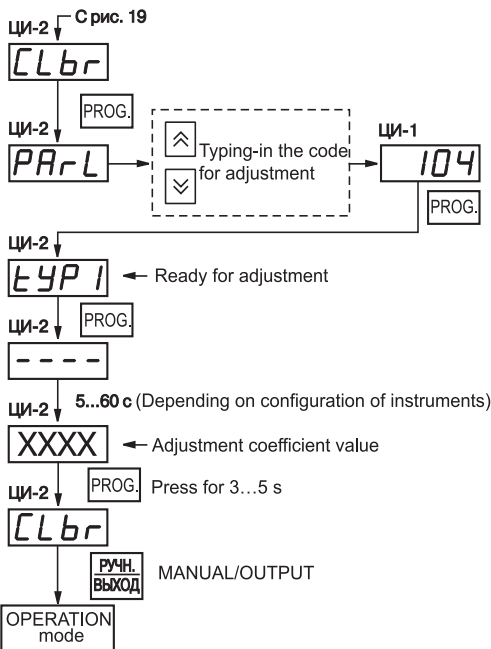 С рис. 19
ЦИ-2
CLbr
PROG.
ЦИ-2
PArL
Typing-in the code
for adjustment
ЦИ-1
104
PROG.
ЦИ-2
tYP1
Ready for adjustment
PROG.
ЦИ-2
----
5...60 с (Depending on configuration of instruments)
ЦИ-2
XXXX
Adjustment coefficient value
PROG.
Press for 3...5 s
ЦИ-2
CLbr
РУЧН.
ВЫХОД
MANUAL/OUTPUT
OPERATION
mode